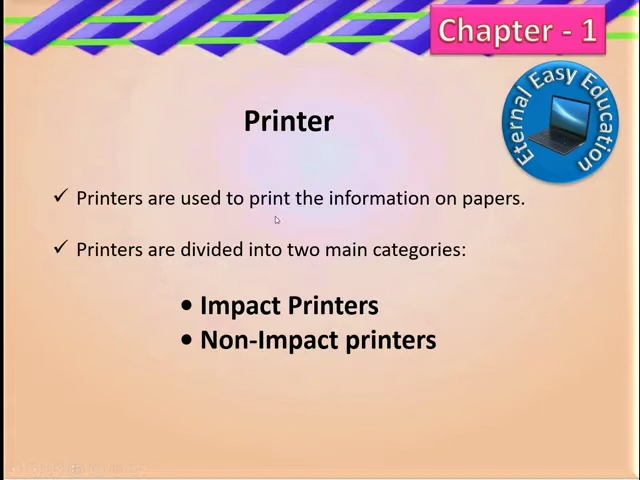 Chapter - 1
Eternal Easy Education
Printer
✓ Printers are used to print the information on papers.
✓ Printers are divided into two main categories:
• Impact Printers
• Non-Impact printers